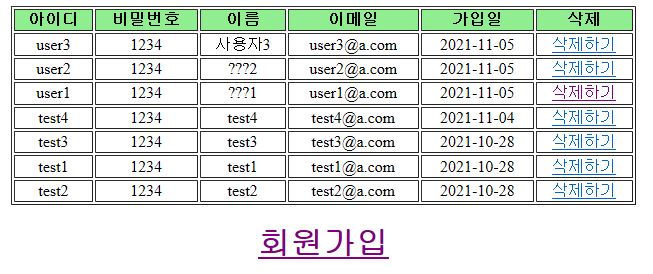 아이디 비밀번호 이름 이메일 가입일 삭제
user3 1234 사용자3 user3@a.com 2021-11-05 삭제하기
user2 1234 ???2 user2@a.com 2021-11-05 삭제하기
user1 1234 ???1 user1@a.com 2021-11-05 삭제하기
test4 1234 test4 test4@a.com 2021-11-04 삭제하기
test3 1234 test3 test3@a.com 2021-10-28 삭제하기
test1 1234 test1 test1@a.com 2021-10-28 삭제하기
test2 1234 test2 test2@a.com 2021-10-28 삭제하기
회원가입